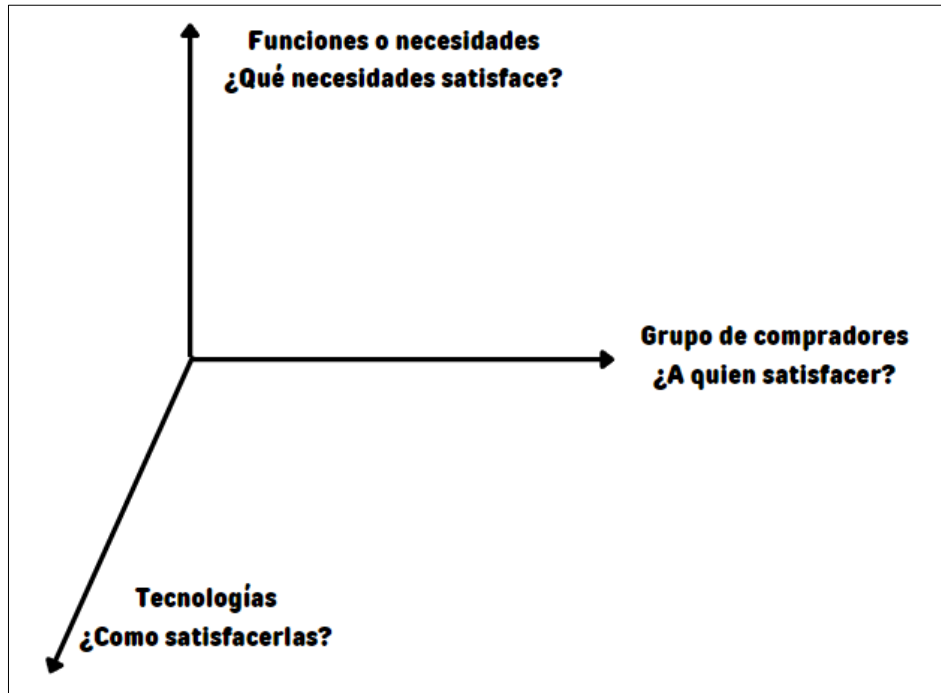 Funciones o necesidades
¿Qué necesidades satisface?
Grupo de compradores
¿A quien satisfacer?
Tecnologías
¿Como satisfacerlas?